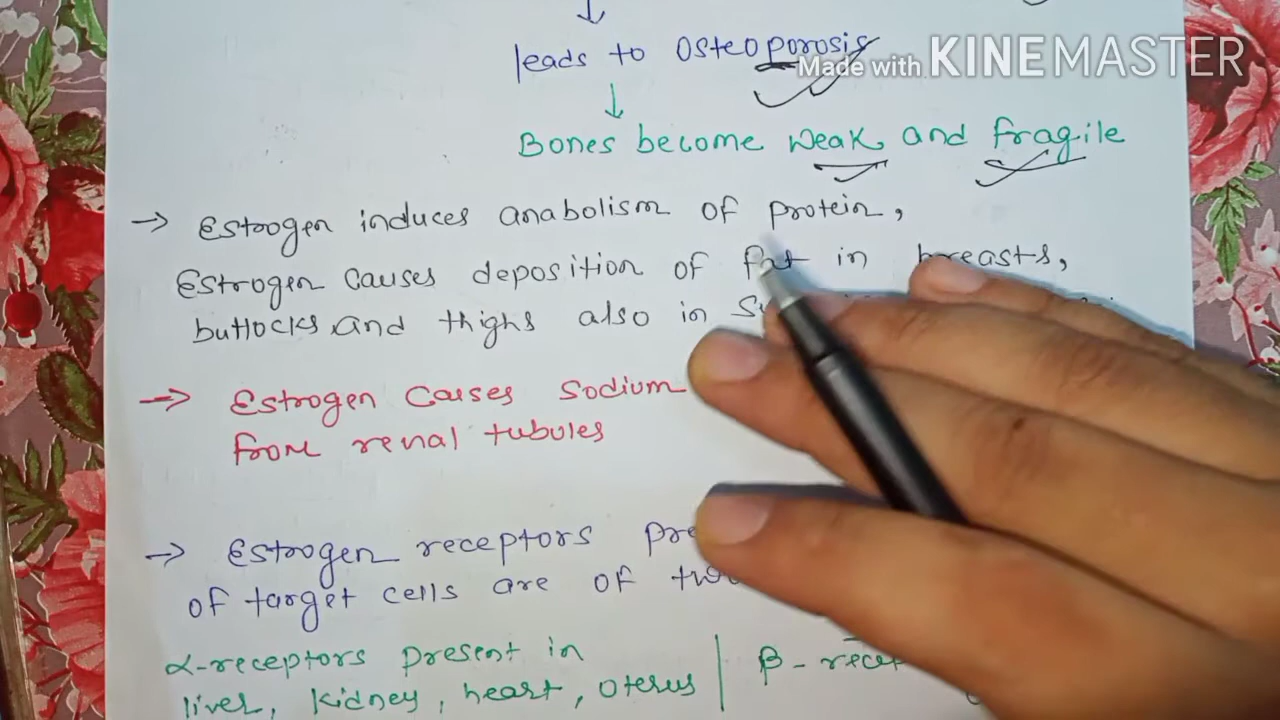 leads to Osteoporosis
Made with KINEMASTER
Bones become weak and fragile
→ Estrogen induces anabolism of protein,
Estrogen causes deposition of fat in breasts,
buttocks and thighs also in
→ Estrogen causes Sodium
from renal tubules
→ Estrogen receptors
of target cells are of two
α-receptors present in
liver, kidney, heart, uterus
β-